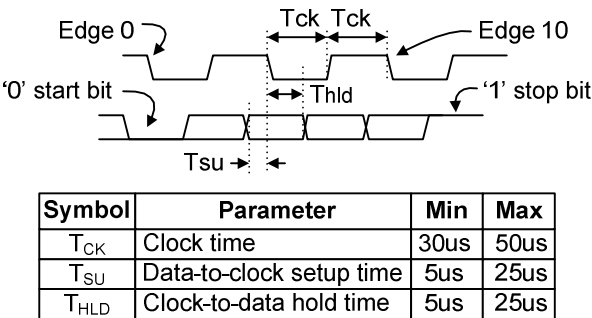 Edge 0
Tck Tck
Edge 10
'0' start bit
Thld
'1' stop bit
Tsu
Symbol Parameter Min Max
TCK Clock time 30us 50us
TSU Data-to-clock setup time 5us 25us
THLD Clock-to-data hold time 5us 25us